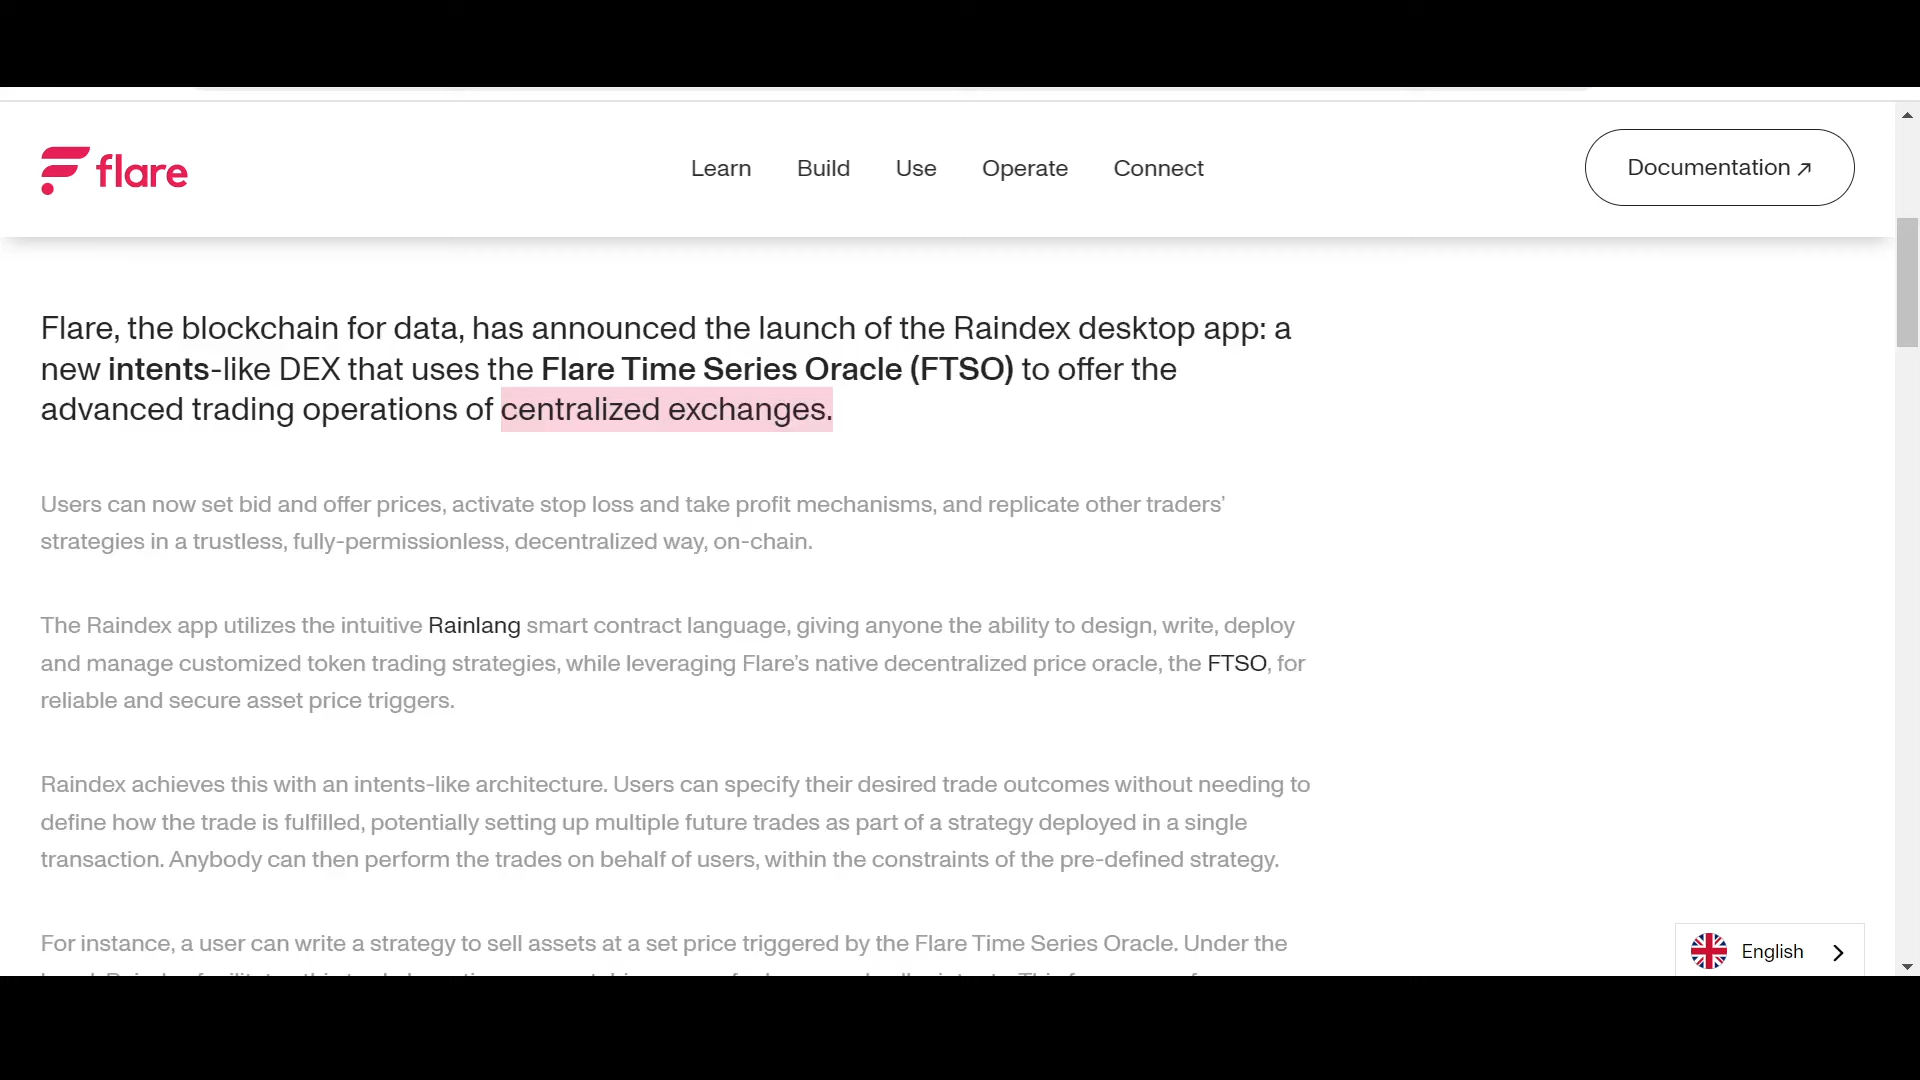 flare
Learn
Build
Use
Operate
Connect
Documentation ↗
Flare, the blockchain for data, has announced the launch of the Raindex desktop app: a
new intents-like DEX that uses the Flare Time Series Oracle (FTSO) to offer the
advanced trading operations of centralized exchanges.
Users can now set bid and offer prices, activate stop loss and take profit mechanisms, and replicate other traders’
strategies in a trustless, fully-permissionless, decentralized way, on-chain.
The Raindex app utilizes the intuitive Rainlang smart contract language, giving anyone the ability to design, write, deploy
and manage customized token trading strategies, while leveraging Flare’s native decentralized price oracle, the FTSO, for
reliable and secure asset price triggers.
Raindex achieves this with an intents-like architecture. Users can specify their desired trade outcomes without needing to
define how the trade is fulfilled, potentially setting up multiple future trades as part of a strategy deployed in a single
transaction. Anybody can then perform the trades on behalf of users, within the constraints of the pre-defined strategy.
For instance, a user can write a strategy to sell assets at a set price triggered by the Flare Time Series Oracle. Under the
English